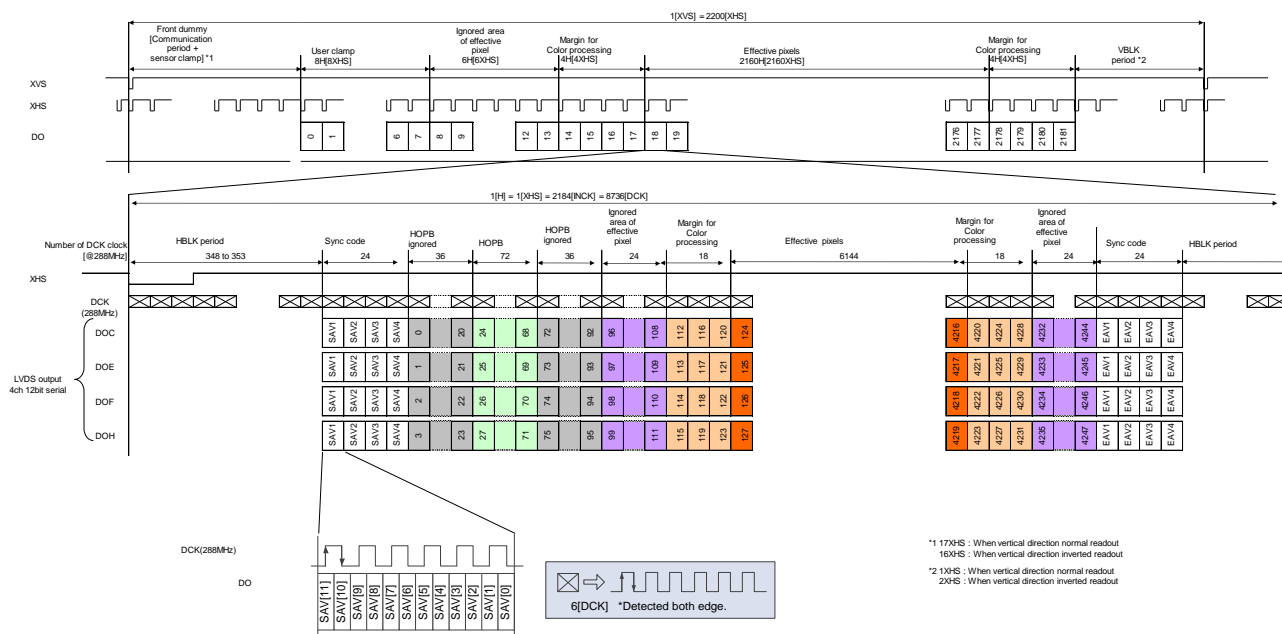 1[XVS] = 2200[XHS]
Front dummy
[Communication
period +
sensor clamp] *1
User clamp
8H[8XHS]
Ignored area
of effective
pixel
6H[6XHS]
Margin for
Color processing
4H[4XHS]
Effective pixels
2160H[2160XHS]
Margin for
Color processing
4H[4XHS]
VBLK
period *2
XVS
XHS
DO
0 1 6 7 8 9 12 13 14 15 16 17 18 19 2176 2177 2178 2179 2180 2181
1[H] = 1[XHS] = 2184[INCK] = 8736[DCK]
Number of DCK clock
[@288MHz]
HBLK period
348 to 353
Sync code
24
HOPB
ignored
36
HOPB
72
HOPB
ignored
36
Ignored area of
effective
pixel
24
Margin for
Color
processing
18
Effective pixels
6144
Margin for
Color
processing
18
Ignored area of
effective
pixel
24
Sync code
24
HBLK period
XHS
DCK
(288MHz)
LVDS output
4ch 12bit serial
DOC SAV1 SAV2 SAV3 SAV4 0 20 24 68 72 92 96 108 112 116 120 124 4216 4220 4224 4228 4232 4244 EAV1 EAV2 EAV3 EAV4
DOE SAV1 SAV2 SAV3 SAV4 1 21 25 69 73 93 97 109 113 117 121 125 4217 4221 4225 4229 4233 4245 EAV1 EAV2 EAV3 EAV4
DOF SAV1 SAV2 SAV3 SAV4 2 22 26 70 74 94 98 110 114 118 122 126 4218 4222 4226 4230 4234 4246 EAV1 EAV2 EAV3 EAV4
DOH SAV1 SAV2 SAV3 SAV4 3 23 27 71 75 95 99 111 115 119 123 127 4219 4223 4227 4231 4235 4247 EAV1 EAV2 EAV3 EAV4
DCK(288MHz)
DO
SAV[11] SAV[10] SAV[9] SAV[8] SAV[7] SAV[6] SAV[5] SAV[4] SAV[3] SAV[2] SAV[1] SAV[0]
6[DCK] *Detected both edge.
*1 17XHS : When vertical direction normal readout
16XHS : When vertical direction inverted readout
*2 1XHS : When vertical direction normal readout
2XHS : When vertical direction inverted readout